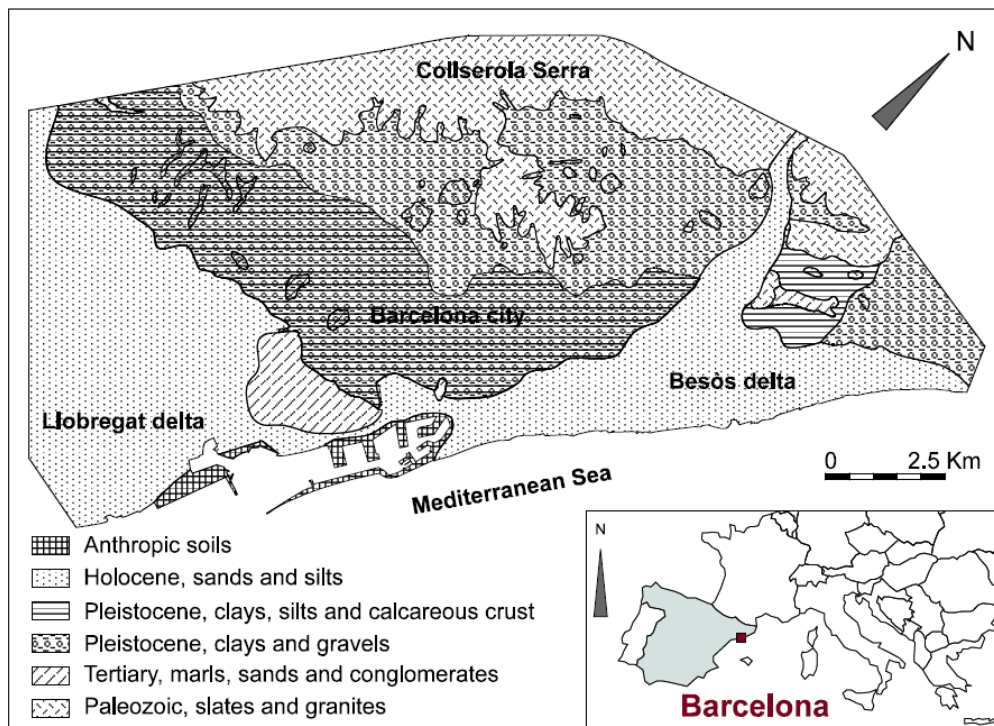 N
Collserola Serra
Barcelona city
Besòs delta
Llobregat delta
0 2.5 Km
Mediterranean Sea
Anthropic soils
Holocene, sands and silts
Pleistocene, clays, silts and calcareous crust
Pleistocene, clays and gravels
Tertiary, marls, sands and conglomerates
Paleozoic, slates and granites
N
Barcelona